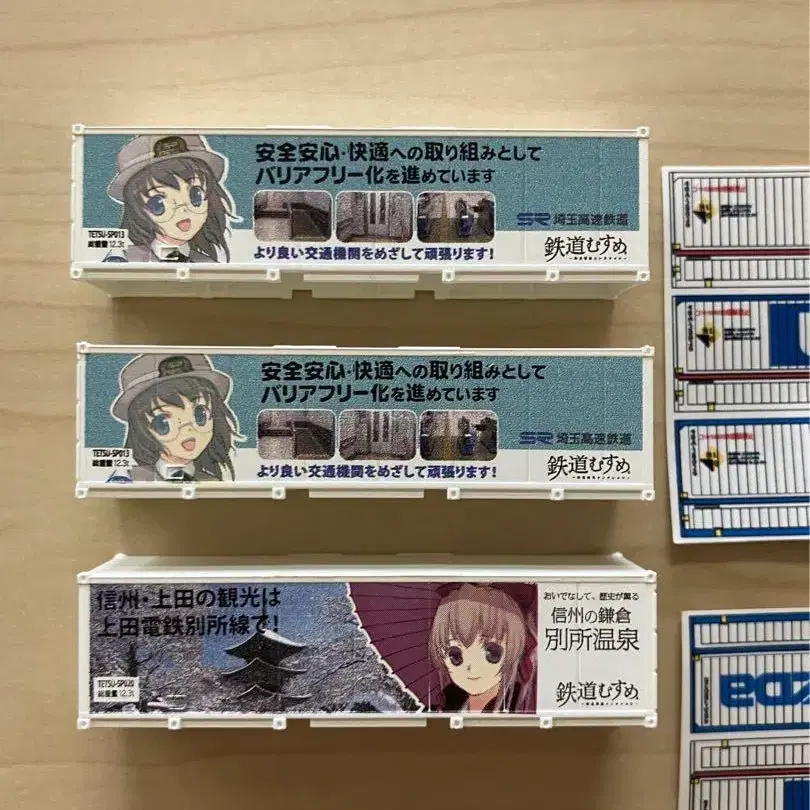 安全安心・快適への取り組みとして
バリアフリー化を進めています
SR 埼玉高速鉄道
TETSU-SP013
総重量12.3t
より良い交通機関をめざして頑張ります!
鉄道むすめ
安全安心・快適への取り組みとして
バリアフリー化を進めています
SR 埼玉高速鉄道
TETSU-SP013
総重量12.3t
より良い交通機関をめざして頑張ります!
鉄道むすめ
信州・上田の観光は
上田電鉄別所線で!
おいでなして、歴史が薫る
信州の鎌倉
別所温泉
TETSU-SP020
総重量12.3t
鉄道むすめ